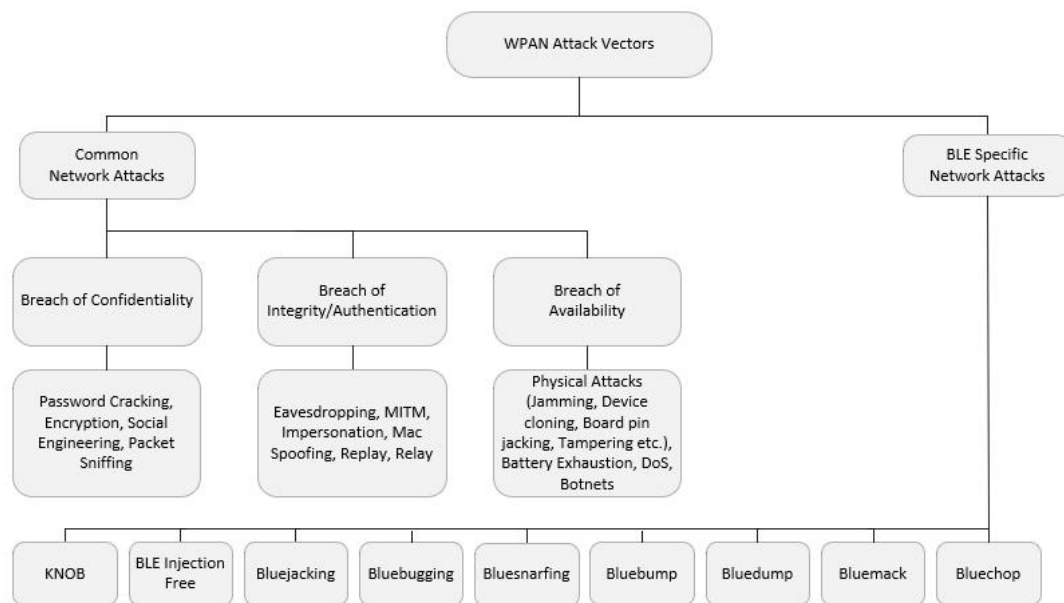 WPAN Attack Vectors
Common
Network Attacks
BLE Specific
Network Attacks
Breach of Confidentiality
Breach of
Integrity/Authentication
Breach of
Availability
Password Cracking,
Encryption, Social
Engineering, Packet
Sniffing
Eavesdropping, MITM,
Impersonation, Mac
Spoofing, Replay, Relay
Physical Attacks
(Jamming, Device
cloning, Board pin
jacking, Tampering etc.),
Battery Exhaustion, DoS,
Botnets
KNOB
BLE Injection
Free
Bluejacking
Bluebugging
Bluesnarfing
Bluebump
Bluedump
Bluemack
Bluechop